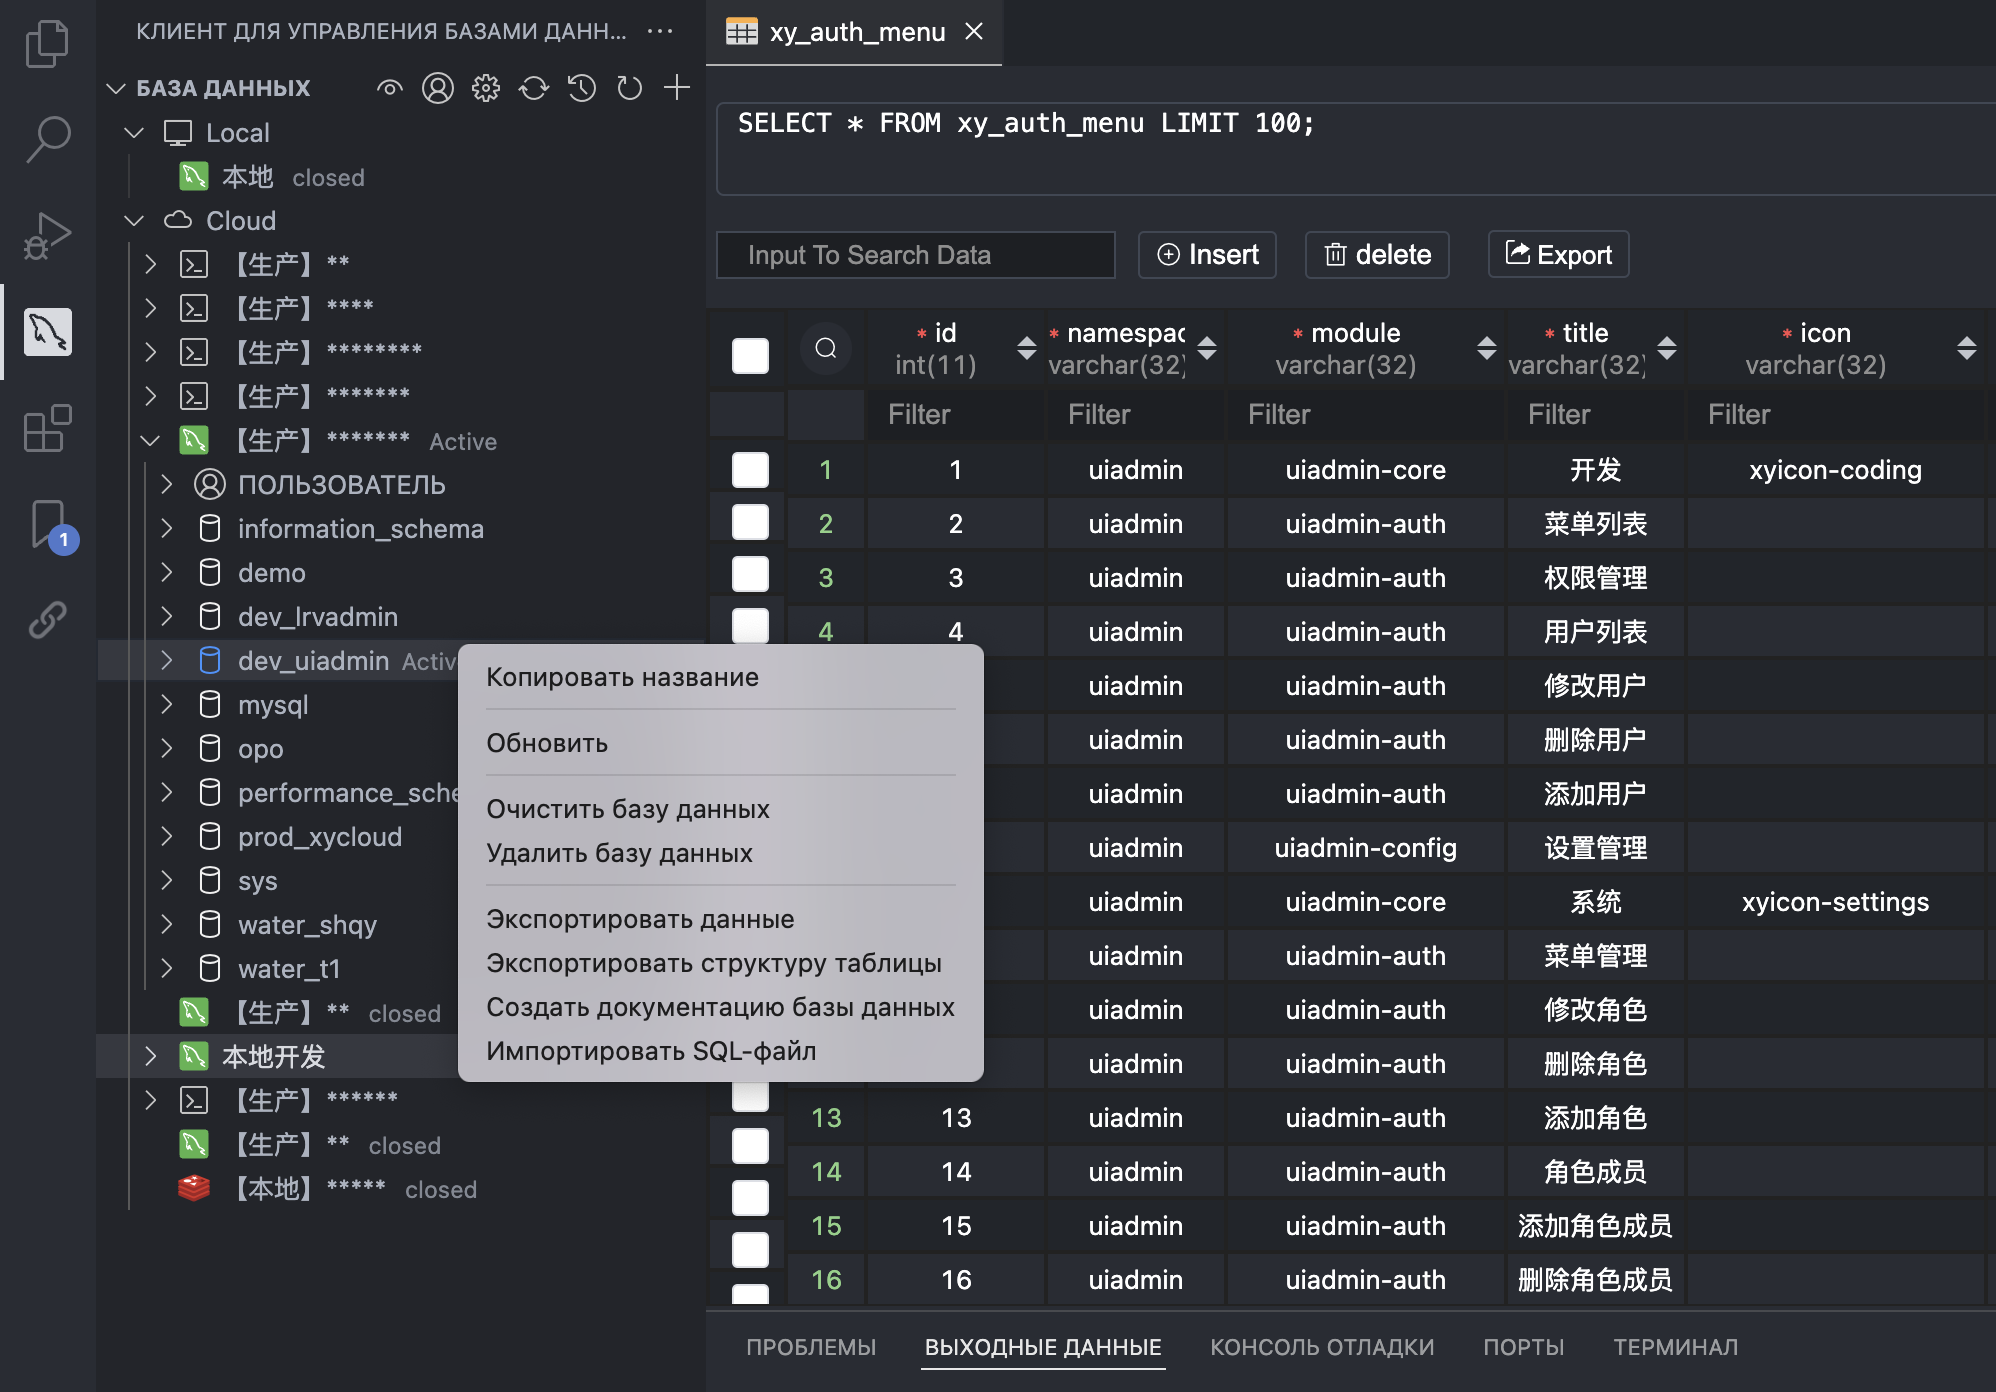 КЛИЕНТ ДЛЯ УПРАВЛЕНИЯ БАЗАМИ ДАНН...
БАЗА ДАННЫХ
Local
本地 closed
Cloud
【生产】 **
【生产】 ****
【生产】 ********
【生产】 *******
【生产】 ******* Active
ПОЛЬЗОВАТЕЛЬ
information_schema
demo
dev_lrvadmin
dev_uiadmin Activ
mysql
opo
performance_sche
prod_xycloud
sys
water_shqy
water_t1
【生产】 ** closed
本地开发
【生产】 ******
【生产】 ** closed
【本地】 ***** closed
1
Копировать название
Обновить
Очистить базу данных
Удалить базу данных
Экспортировать данные
Экспортировать структуру таблицы
Создать документацию базы данных
Импортировать SQL-файл
xy_auth_menu
SELECT * FROM xy_auth_menu LIMIT 100;
Input To Search Data Insert delete Export
* id * namespac * module * title * icon
int(11) varchar(32) varchar(32) varchar(32) varchar(32)
Filter Filter Filter Filter Filter
1 1 uiadmin uiadmin-core 开发 xyicon-coding
2 2 uiadmin uiadmin-auth 菜单列表
3 3 uiadmin uiadmin-auth 权限管理
4 4 uiadmin uiadmin-auth 用户列表
uiadmin uiadmin-auth 修改用户
uiadmin uiadmin-auth 删除用户
uiadmin uiadmin-auth 添加用户
uiadmin uiadmin-config 设置管理
uiadmin uiadmin-core 系统 xyicon-settings
uiadmin uiadmin-auth 菜单管理
uiadmin uiadmin-auth 修改角色
uiadmin uiadmin-auth 删除角色
13 13 uiadmin uiadmin-auth 添加角色
14 14 uiadmin uiadmin-auth 角色成员
15 15 uiadmin uiadmin-auth 添加角色成员
16 16 uiadmin uiadmin-auth 删除角色成员
ПРОБЛЕМЫ ВЫХОДНЫЕ ДАННЫЕ КОНСОЛЬ ОТЛАДКИ ПОРТЫ ТЕРМИНАЛ